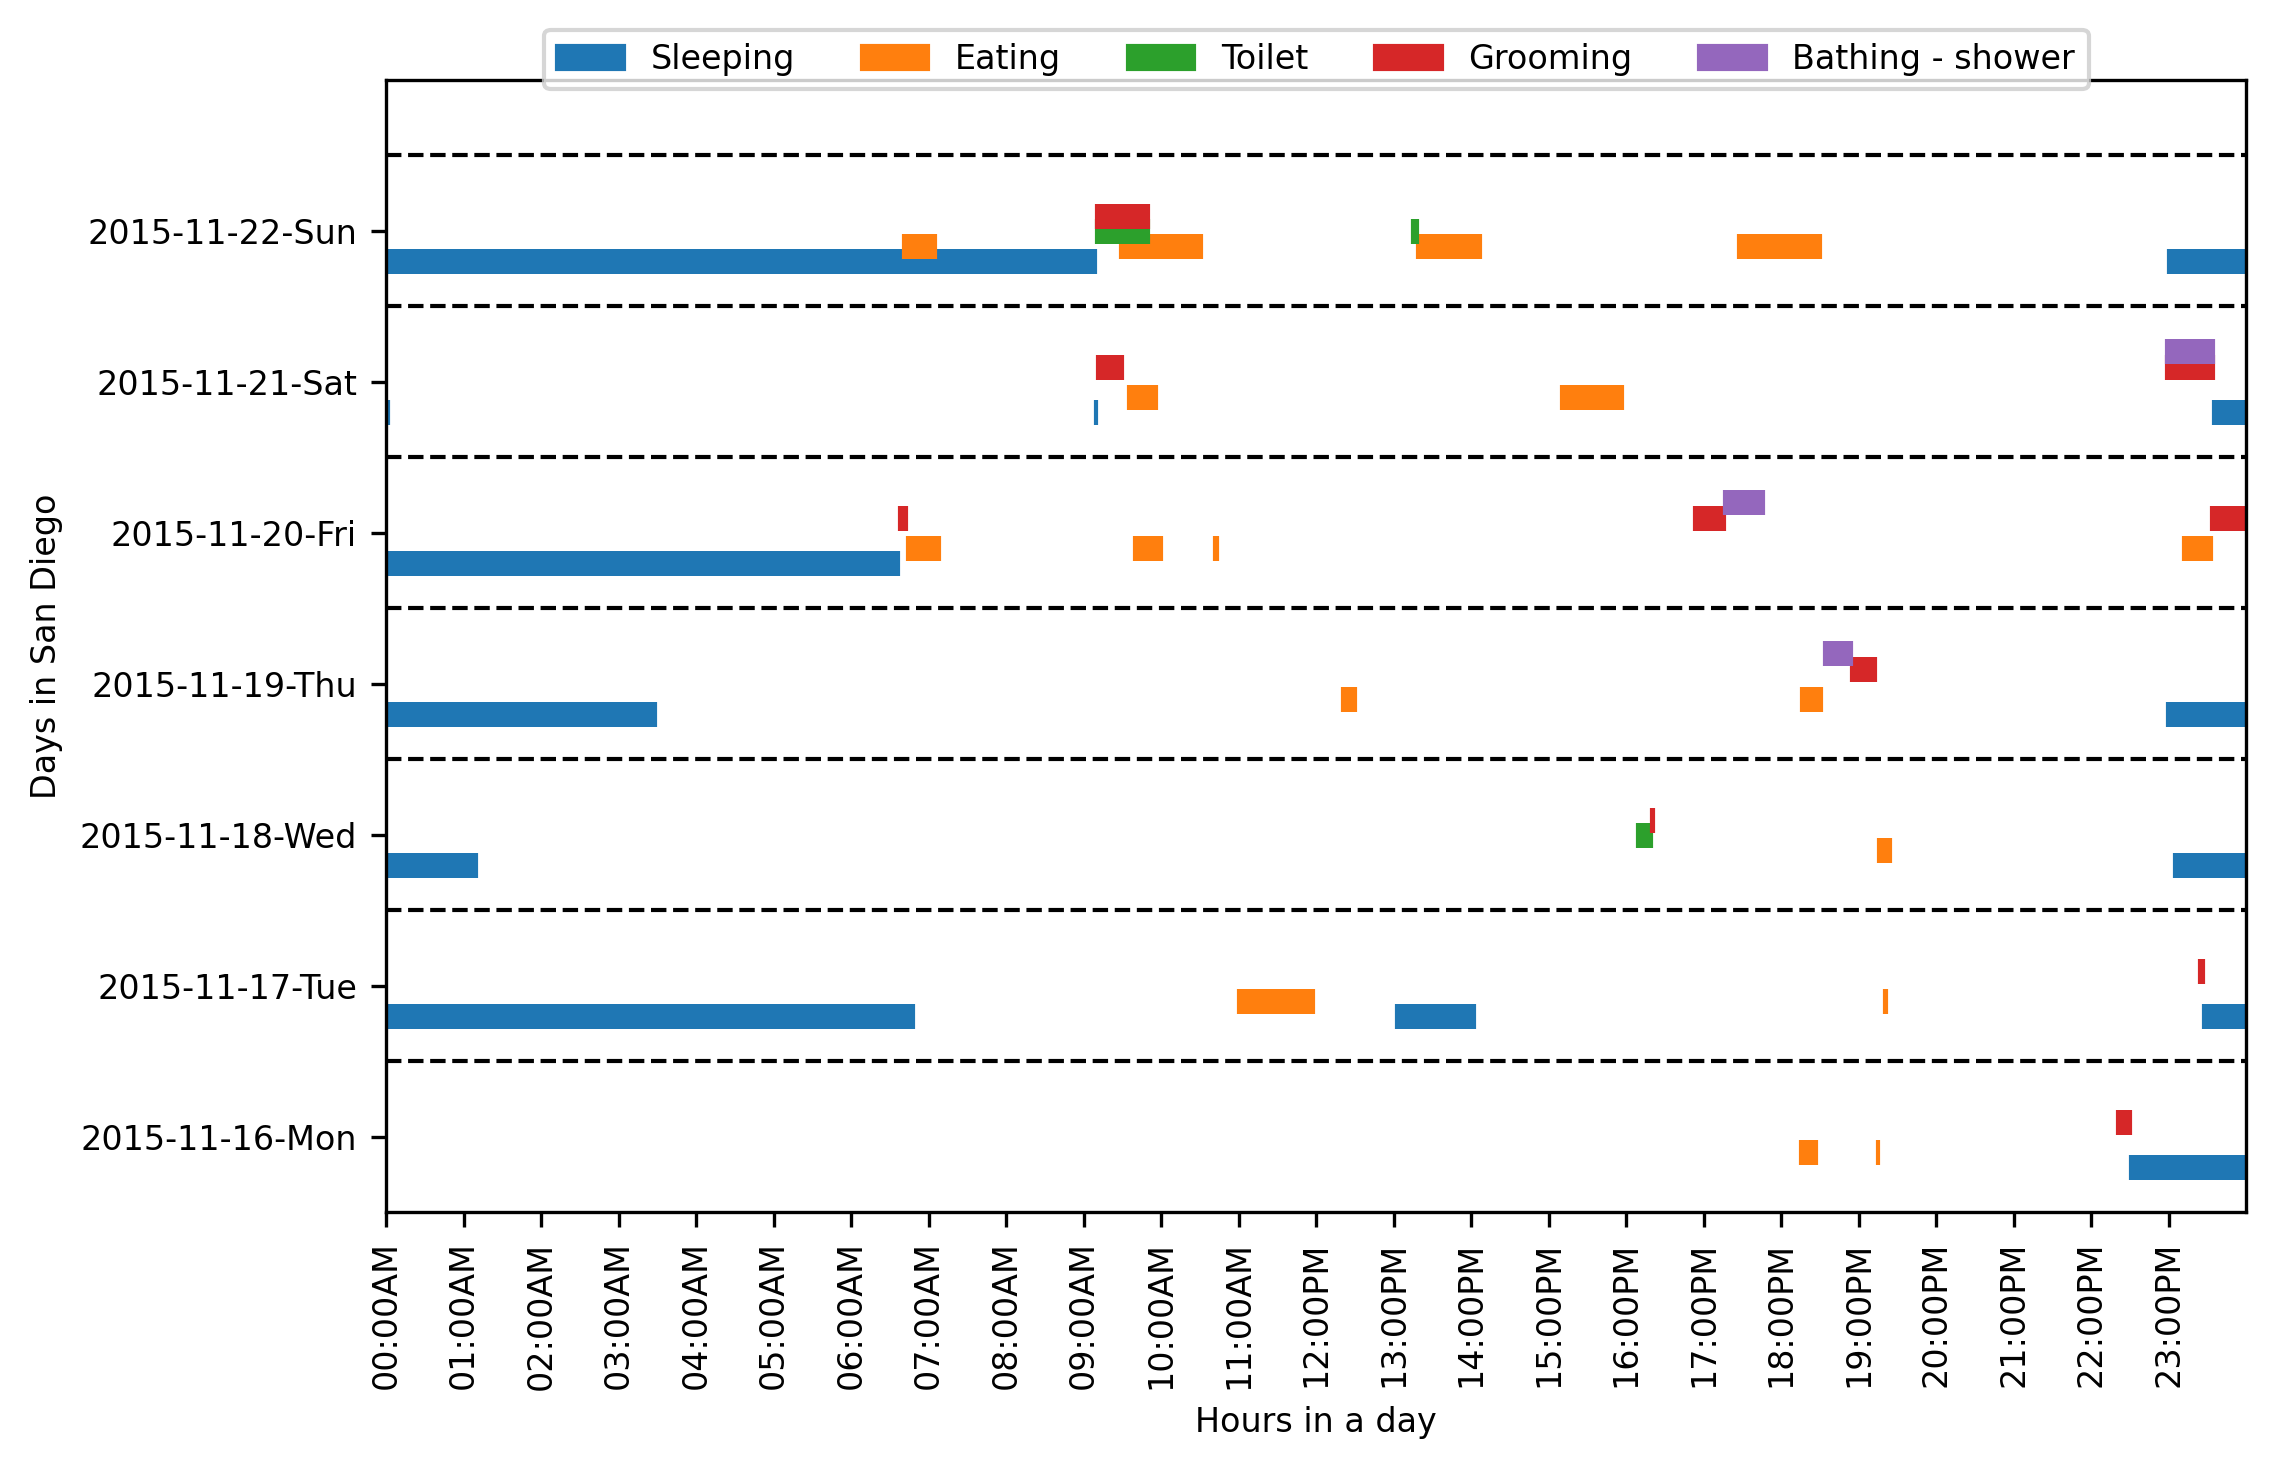 Sleeping Eating Toilet Grooming Bathing - shower
2015-11-22-Sun
2015-11-21-Sat
2015-11-20-Fri
2015-11-19-Thu
2015-11-18-Wed
2015-11-17-Tue
2015-11-16-Mon
Days in San Diego
00:00AM
01:00AM
02:00AM
03:00AM
04:00AM
05:00AM
06:00AM
07:00AM
08:00AM
09:00AM
10:00AM
11:00AM
12:00PM
13:00PM
14:00PM
15:00PM
16:00PM
17:00PM
18:00PM
19:00PM
20:00PM
21:00PM
22:00PM
23:00PM
Hours in a day